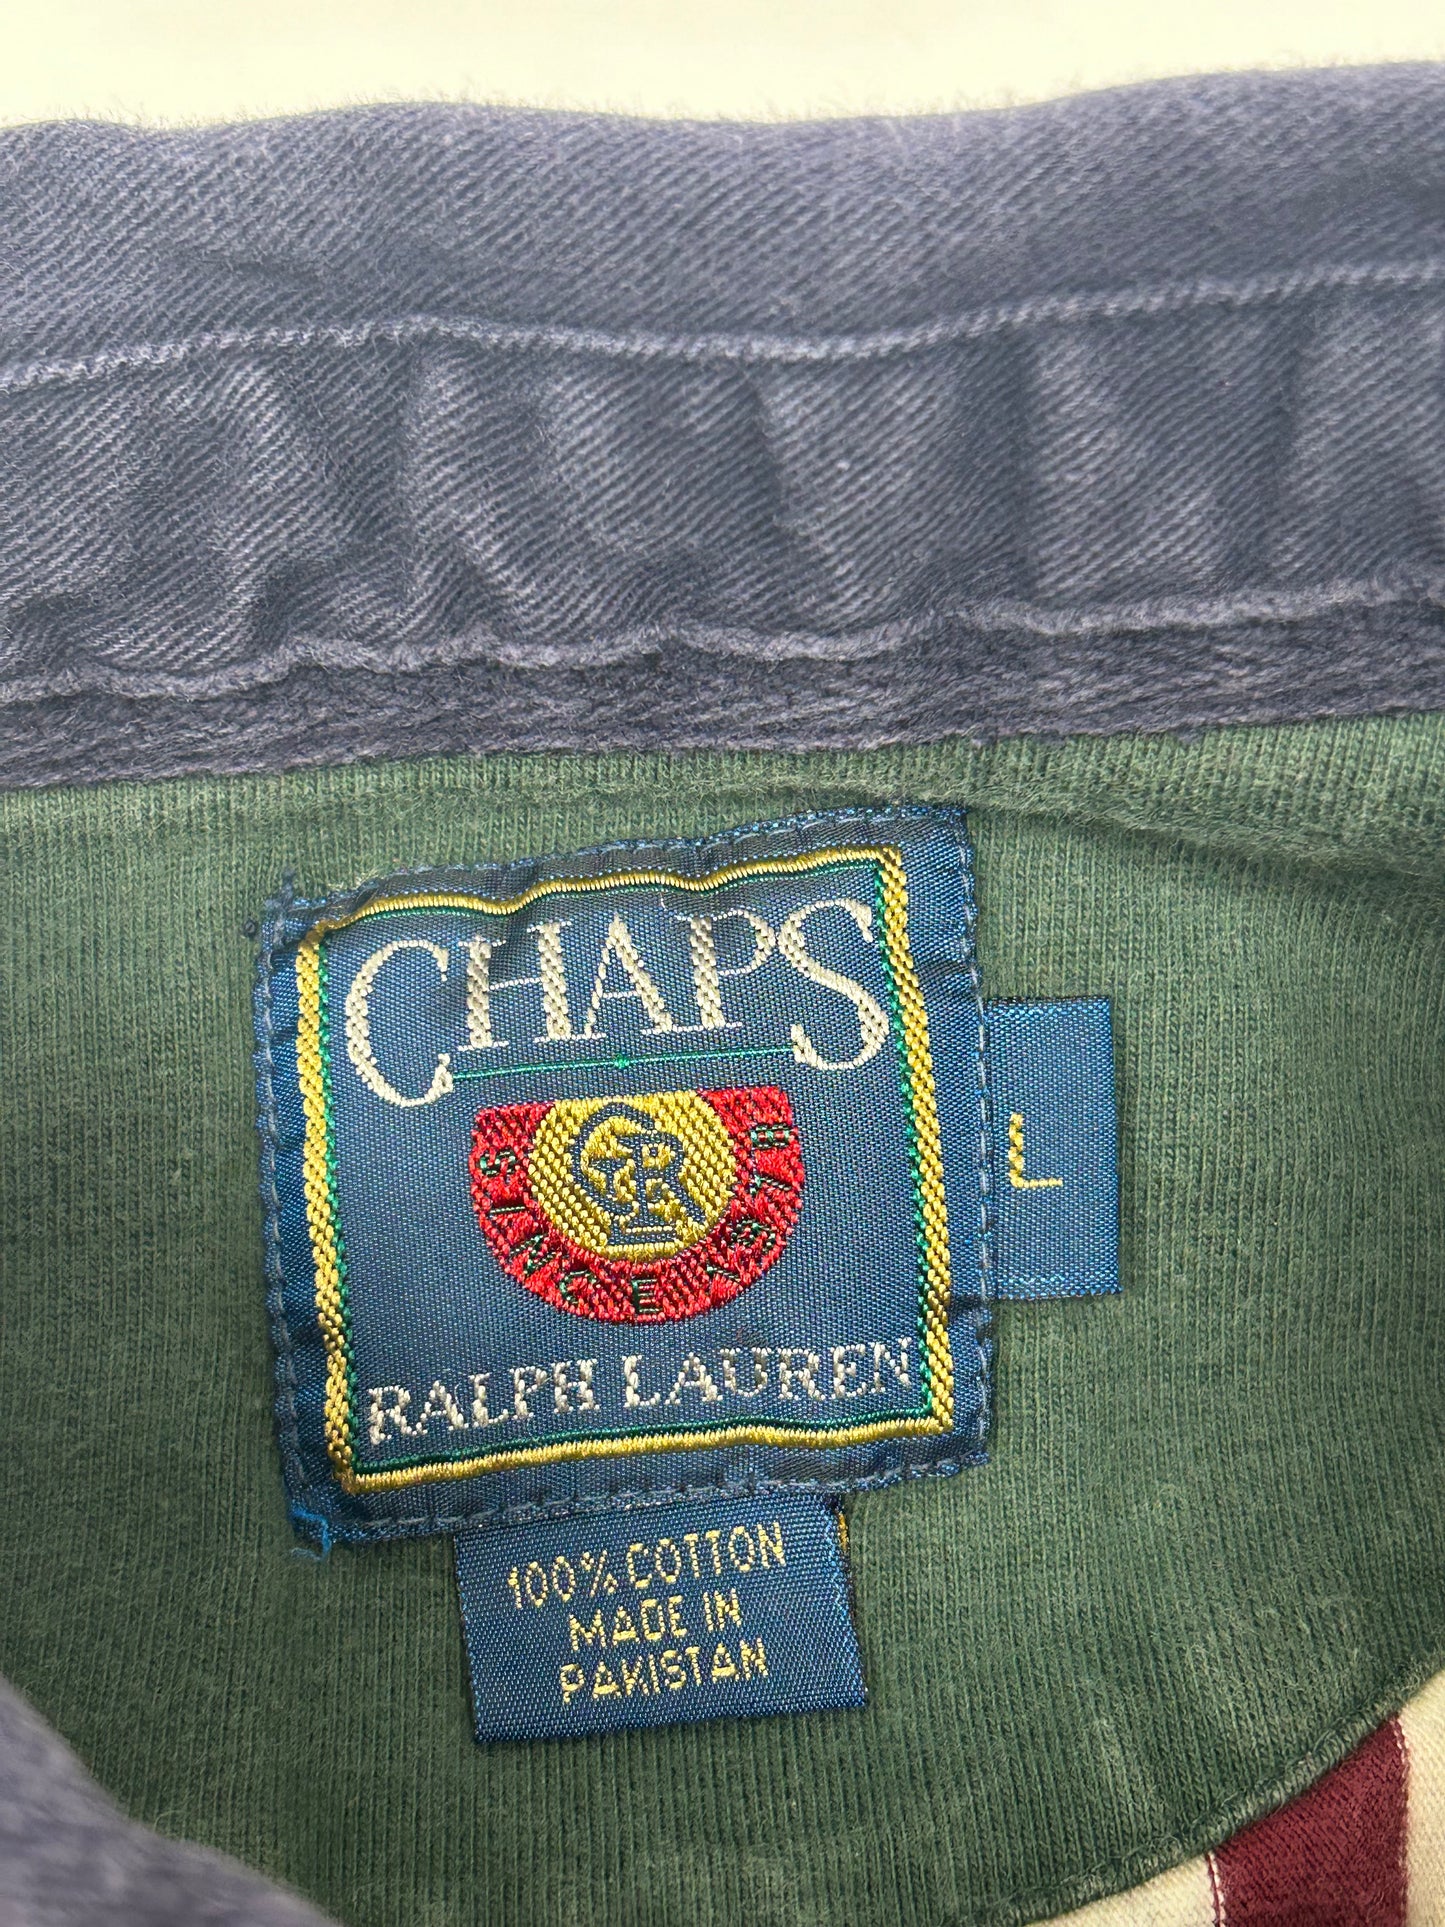 CHAPS
SINCE 1978
RALPH LAUREN
L
100% COTTON
MADE IN
PAKISTAN